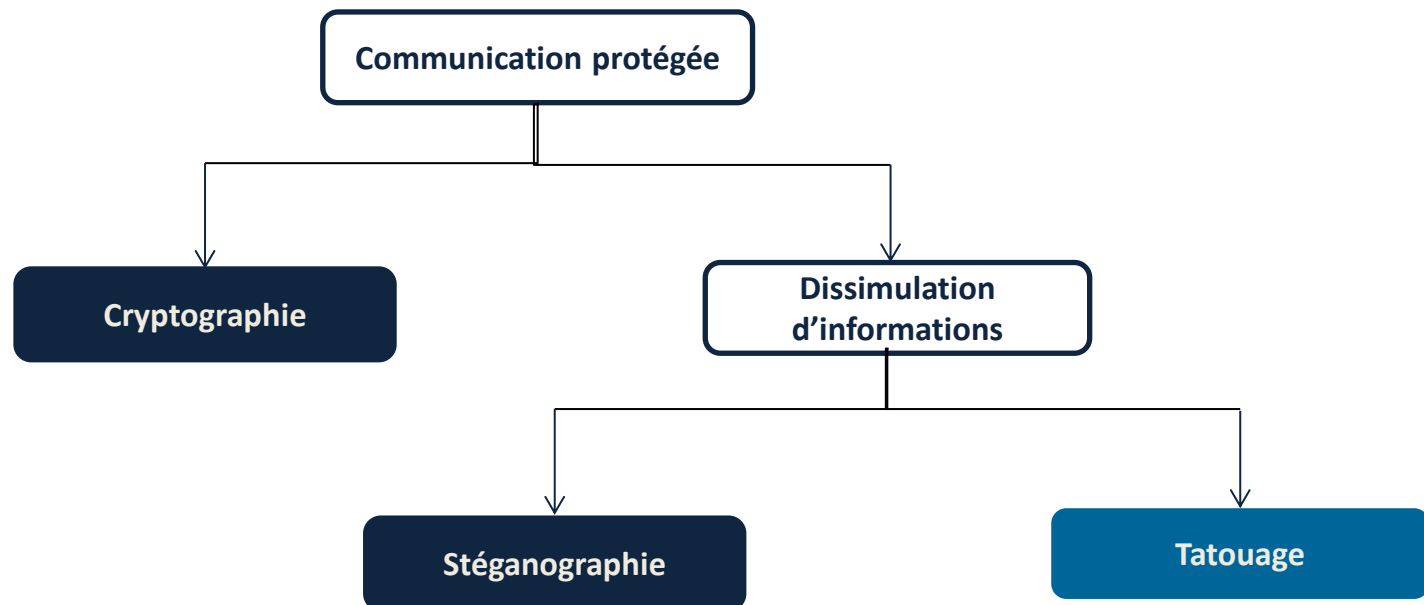 Communication protégée
Cryptographie
Dissimulation
d’informations
Stéganographie
Tatouage